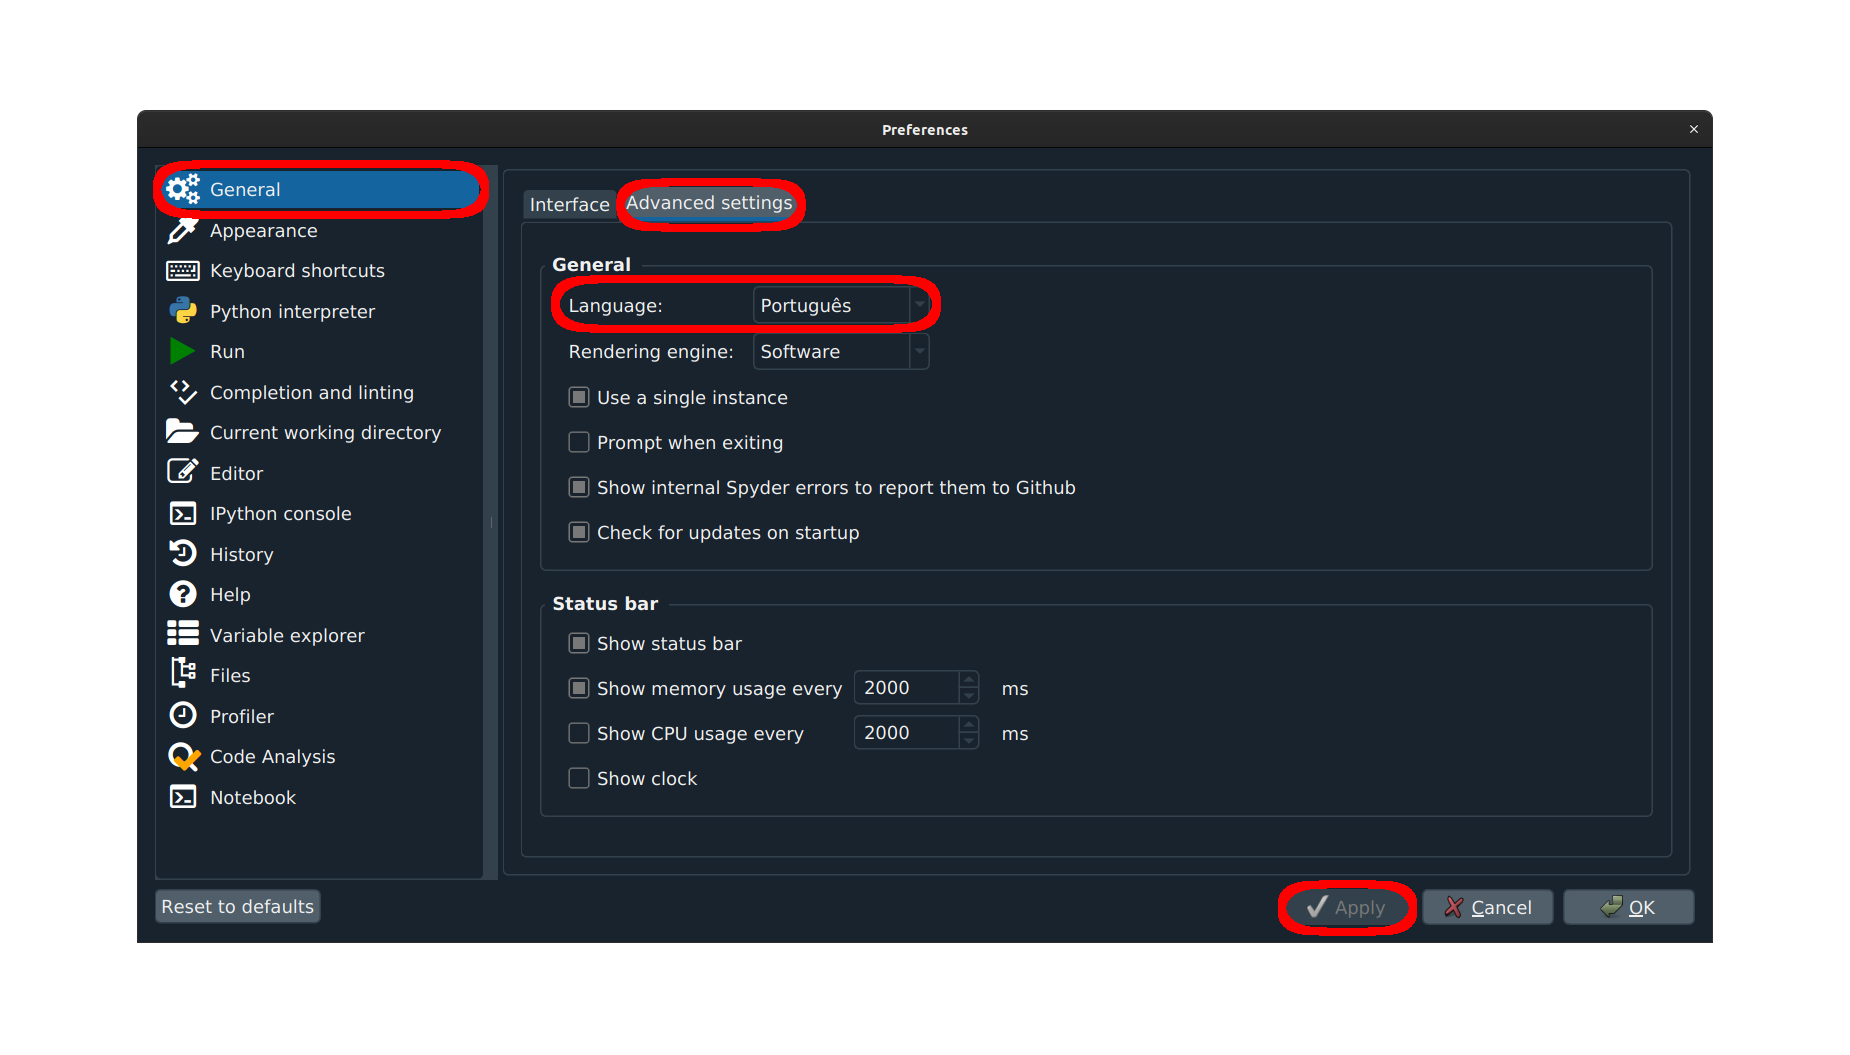 Preferences
General
Appearance
Keyboard shortcuts
Python interpreter
Run
Completion and linting
Current working directory
Editor
IPython console
History
Help
Variable explorer
Files
Profiler
Code Analysis
Notebook
Interface
Advanced settings
General
Language: Português
Rendering engine: Software
Use a single instance
Prompt when exiting
Show internal Spyder errors to report them to Github
Check for updates on startup
Status bar
Show status bar
Show memory usage every 2000 ms
Show CPU usage every 2000 ms
Show clock
Reset to defaults
Apply
Cancel
OK